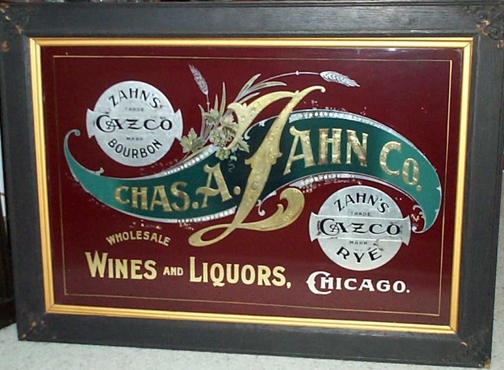 ZAHN'S
TRADE
CAZCO
MARK
BOURBON
CHAS. A. ZAHN CO.
ZAHN'S
TRADE
CAZCO
MARK
RYE
WHOLESALE
WINES AND LIQUORS, CHICAGO.